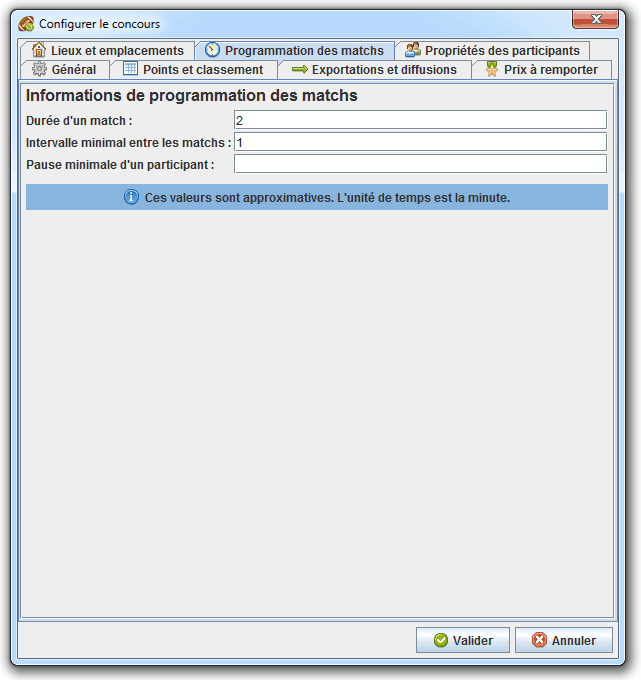 Configurer le concours
Lieux et emplacements Programmation des matchs Propriétés des participants
Général Points et classement Exportations et diffusions Prix à remporter
Informations de programmation des matchs
Durée d'un match : 2
Intervalle minimal entre les matchs : 1
Pause minimale d'un participant :
Ces valeurs sont approximatives. L'unité de temps est la minute.
Valider Annuler